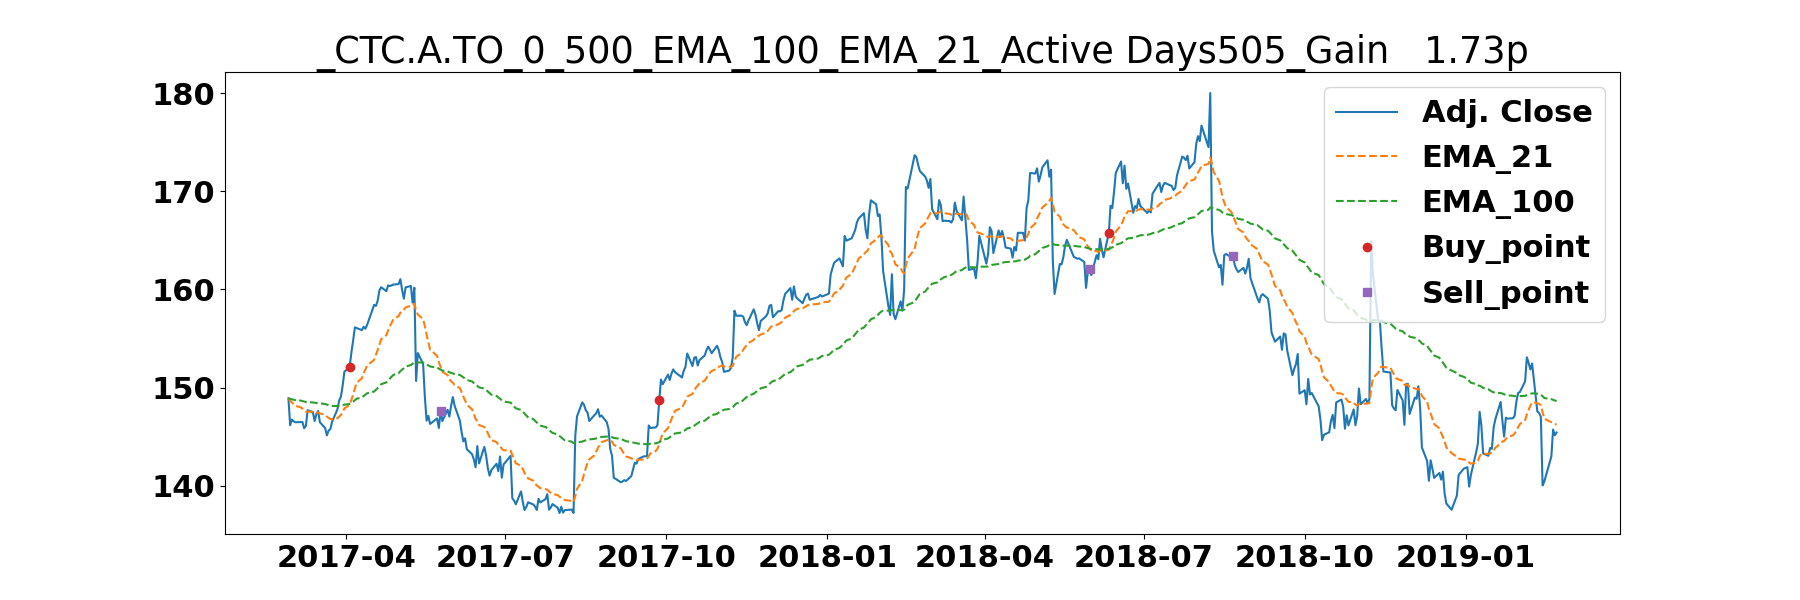 _CTC.A.TO_0_500_EMA_100_EMA_21_Active Days505_Gain   1.73p
180
170
160
150
140
Adj. Close
EMA_21
EMA_100
Buy_point
Sell_point
2017-04 2017-07 2017-10 2018-01 2018-04 2018-07 2018-10 2019-01